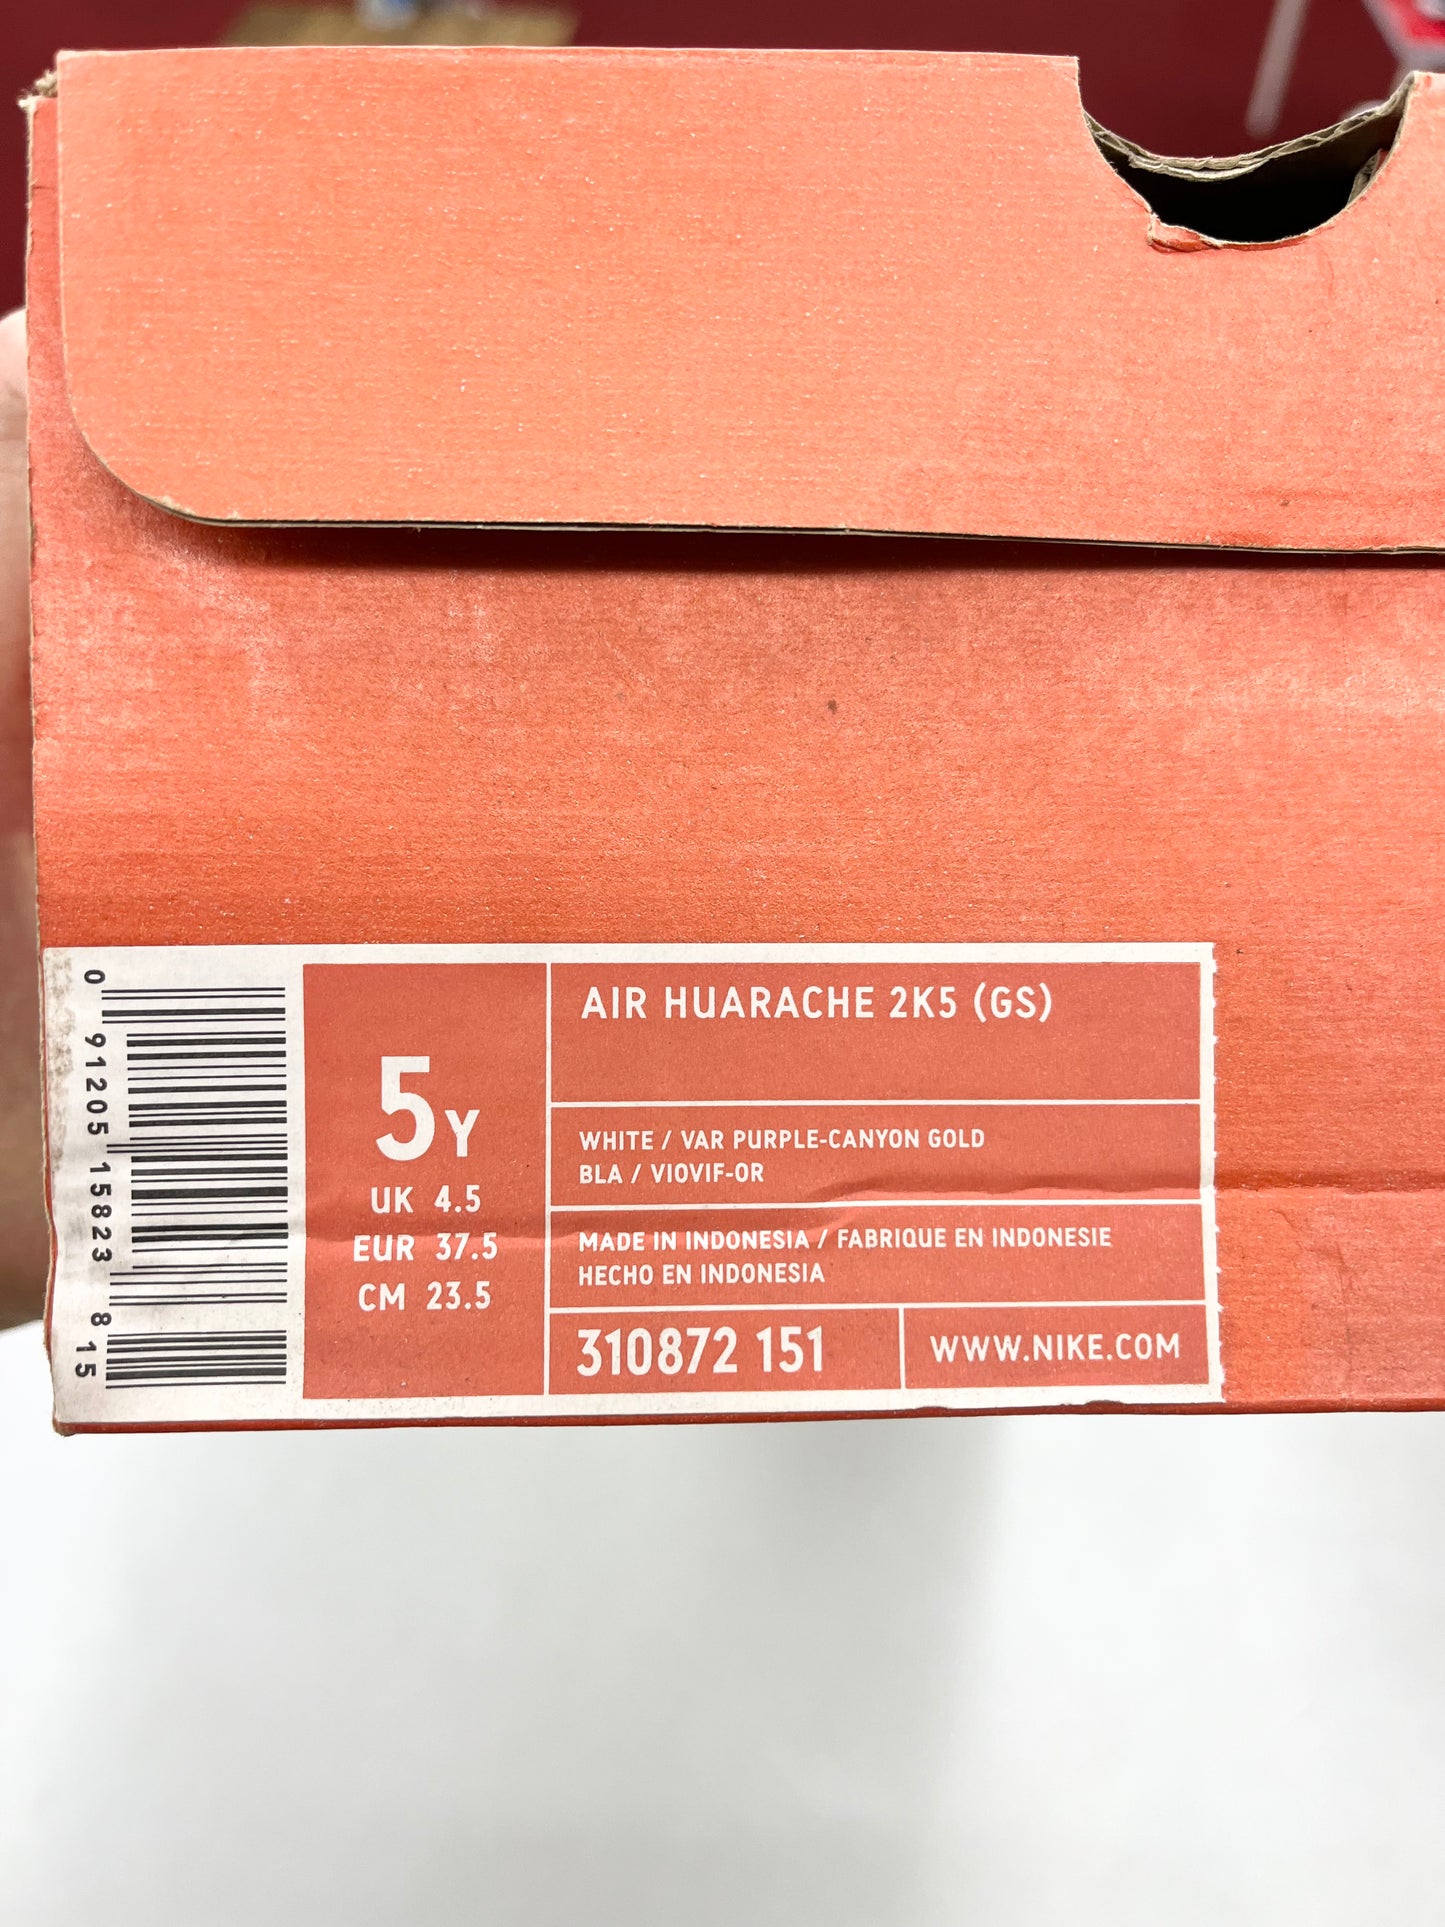 0 91205 15823 8 15
5Y
UK 4.5
EUR 37.5
CM 23.5
AIR HUARACHE 2K5 (GS)
WHITE / VAR PURPLE-CANYON GOLD
BLA / VIOVIF-OR
MADE IN INDONESIA / FABRIQUE EN INDONESIE
HECHO EN INDONESIA
310872 151
WWW.NIKE.COM